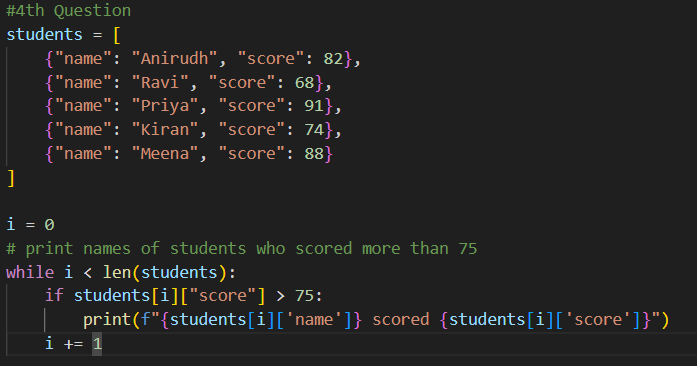 #4th Question
students = [
    {"name": "Anirudh", "score": 82},
    {"name": "Ravi", "score": 68},
    {"name": "Priya", "score": 91},
    {"name": "Kiran", "score": 74},
    {"name": "Meena", "score": 88}
]

i = 0
# print names of students who scored more than 75
while i < len(students):
    if students[i]["score"] > 75:
        print(f"{students[i]['name']} scored {students[i]['score']}")
    i += 1